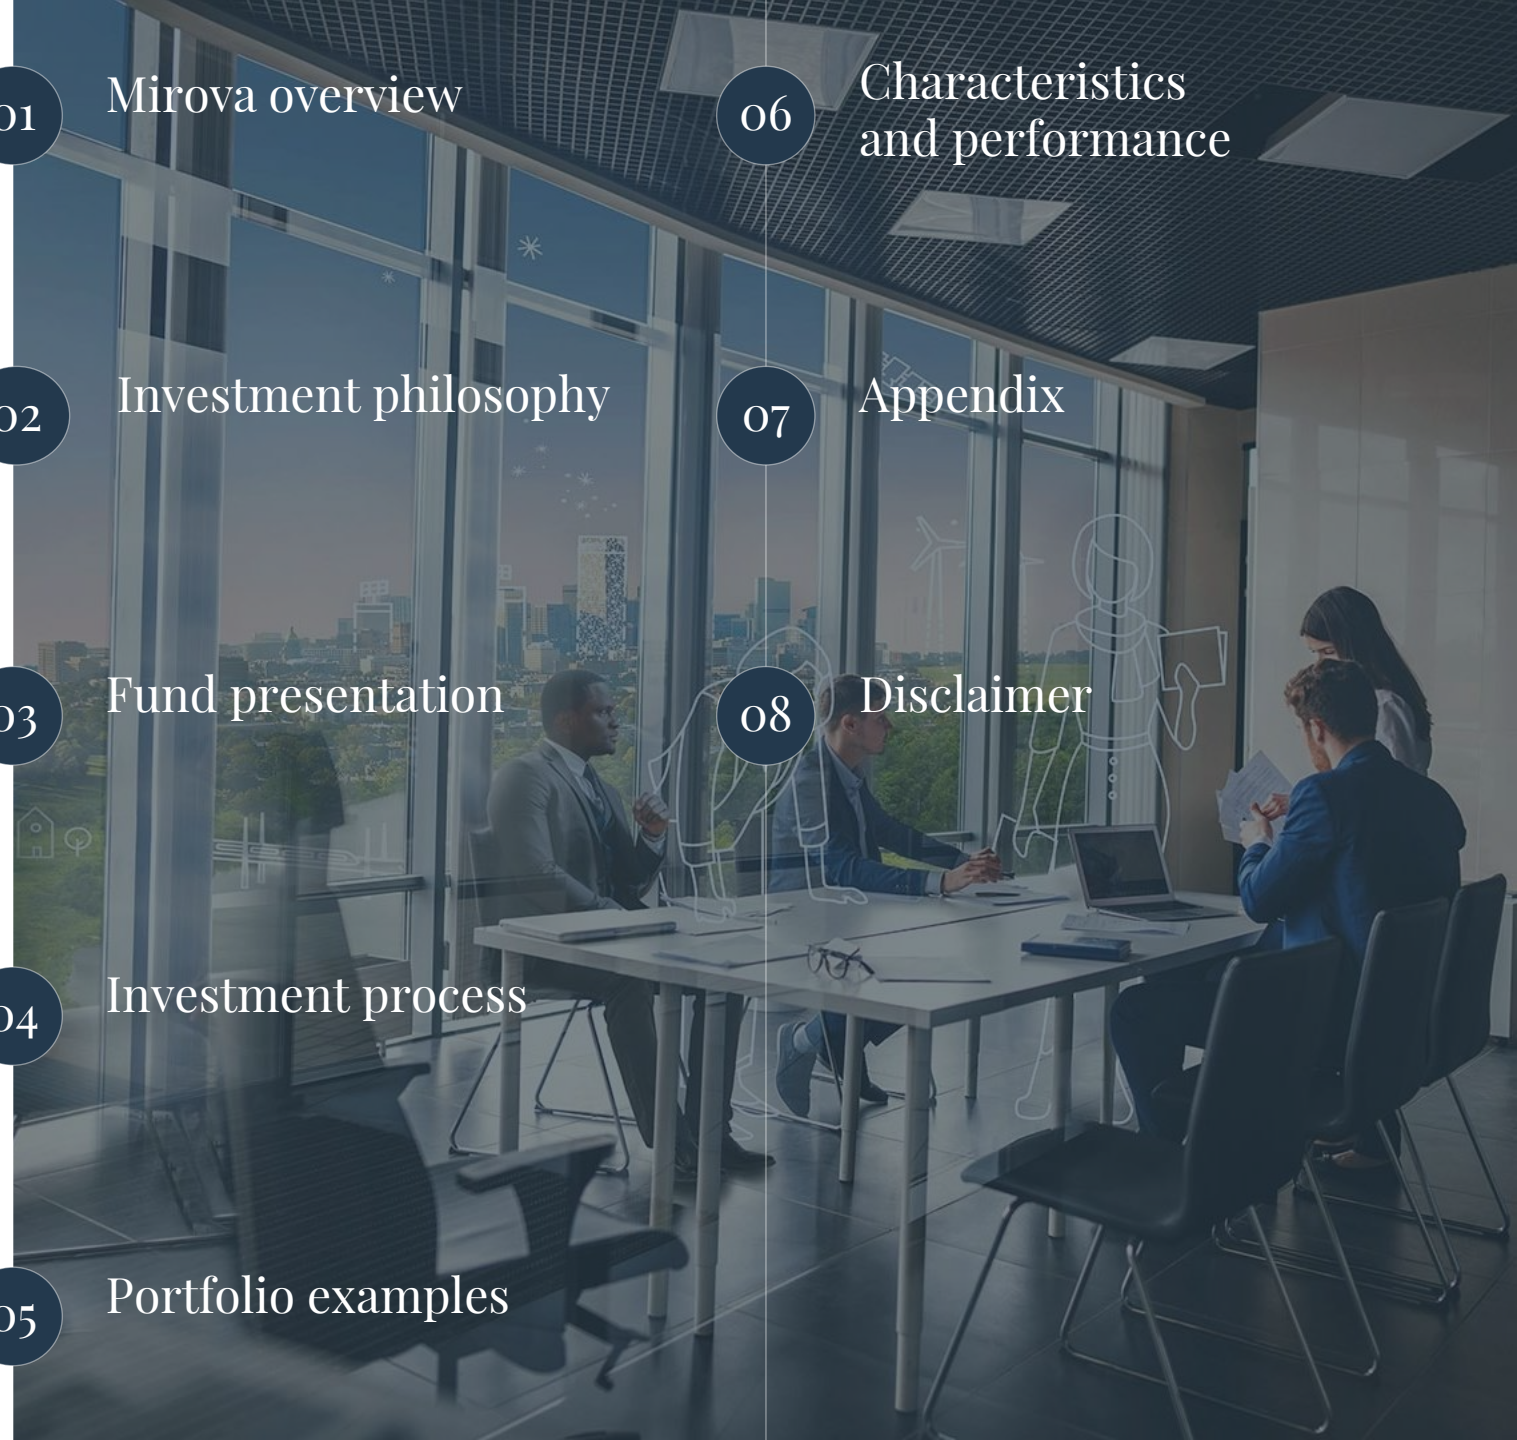 01
Mirova overview
02
Investment philosophy
03
Fund presentation
04
Investment process
05
Portfolio examples
06
Characteristics
and performance
07
Appendix
08
Disclaimer